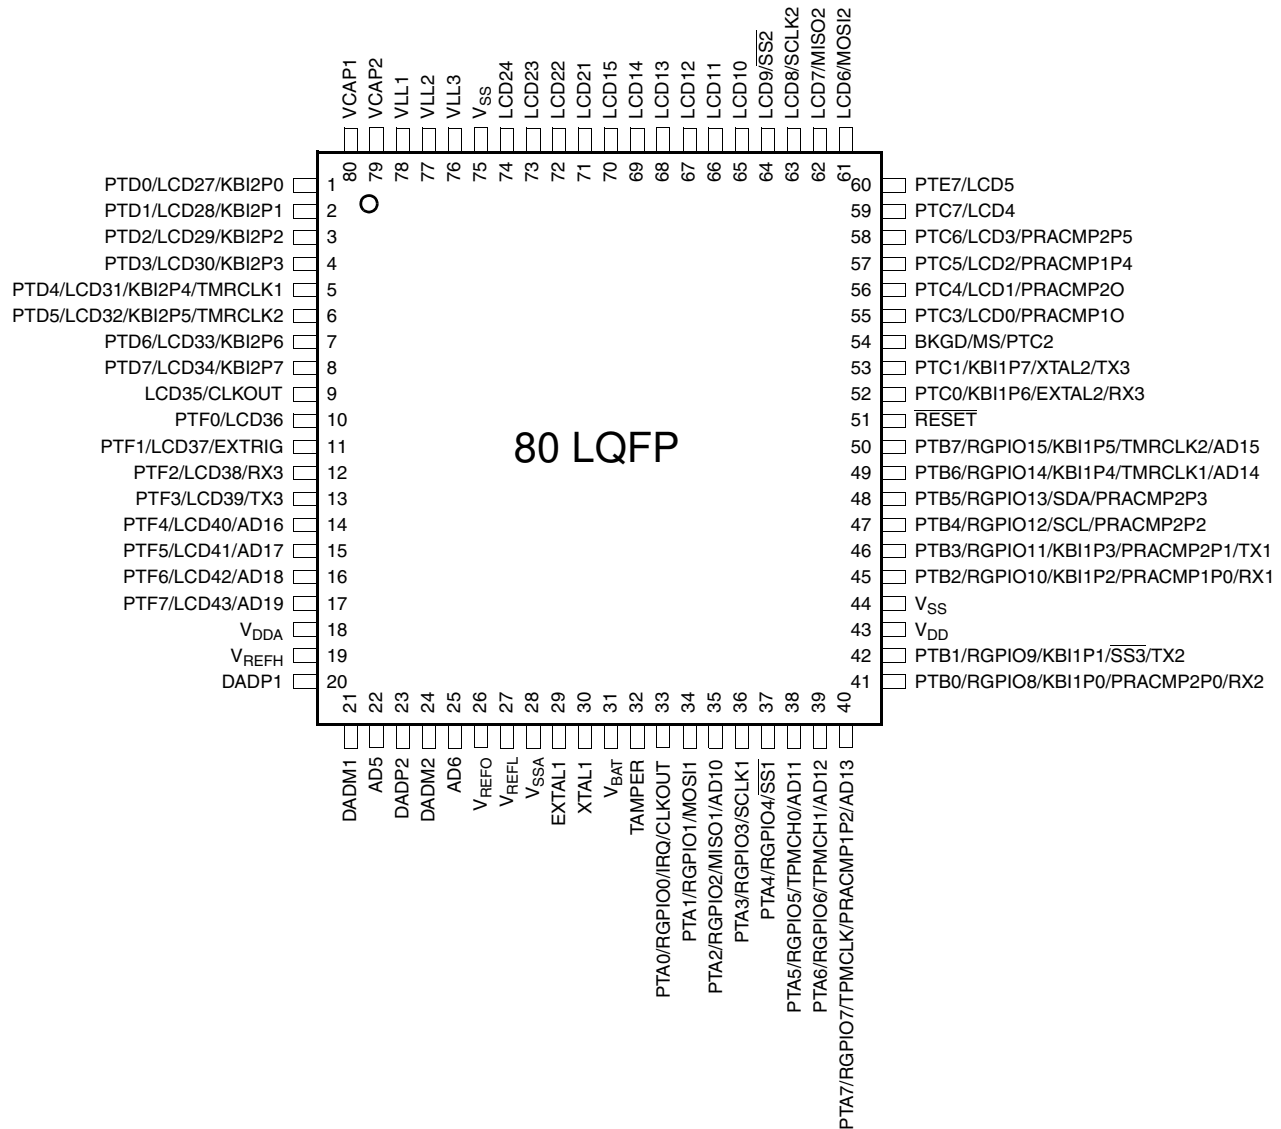 VCAP1
VCAP2
VLL1
VLL2
VLL3
VSS
LCD24
LCD23
LCD22
LCD21
LCD15
LCD14
LCD13
LCD12
LCD11
LCD10
LCD9/SS2
LCD8/SCLK2
LCD7/MISO2
LCD6/MOSI2
80
79
78
77
76
75
74
73
72
71
70
69
68
67
66
65
64
63
62
61
PTD0/LCD27/KBI2P0 1
PTD1/LCD28/KBI2P1 2
PTD2/LCD29/KBI2P2 3
PTD3/LCD30/KBI2P3 4
PTD4/LCD31/KBI2P4/TMRCLK1 5
PTD5/LCD32/KBI2P5/TMRCLK2 6
PTD6/LCD33/KBI2P6 7
PTD7/LCD34/KBI2P7 8
LCD35/CLKOUT 9
PTF0/LCD36 10
PTF1/LCD37/EXTRIG 11
PTF2/LCD38/RX3 12
PTF3/LCD39/TX3 13
PTF4/LCD40/AD16 14
PTF5/LCD41/AD17 15
PTF6/LCD42/AD18 16
PTF7/LCD43/AD19 17
VDDA 18
VREFH 19
DADP1 20
80 LQFP
60 PTE7/LCD5
59 PTC7/LCD4
58 PTC6/LCD3/PRACMP2P5
57 PTC5/LCD2/PRACMP1P4
56 PTC4/LCD1/PRACMP2O
55 PTC3/LCD0/PRACMP1O
54 BKGD/MS/PTC2
53 PTC1/KBI1P7/XTAL2/TX3
52 PTC0/KBI1P6/EXTAL2/RX3
51 RESET
50 PTB7/RGPIO15/KBI1P5/TMRCLK2/AD15
49 PTB6/RGPIO14/KBI1P4/TMRCLK1/AD14
48 PTB5/RGPIO13/SDA/PRACMP2P3
47 PTB4/RGPIO12/SCL/PRACMP2P2
46 PTB3/RGPIO11/KBI1P3/PRACMP2P1/TX1
45 PTB2/RGPIO10/KBI1P2/PRACMP1P0/RX1
44 VSS
43 VDD
42 PTB1/RGPIO9/KBI1P1/SS3/TX2
41 PTB0/RGPIO8/KBI1P0/PRACMP2P0/RX2
21
22
23
24
25
26
27
28
29
30
31
32
33
34
35
36
37
38
39
40
DADM1
AD5
DADP2
DADM2
AD6
VREFO
VREFL
VSSA
EXTAL1
XTAL1
VBAT
TAMPER
PTA0/RGPIO0/IRQ/CLKOUT
PTA1/RGPIO1/MOSI1
PTA2/RGPIO2/MISO1/AD10
PTA3/RGPIO3/SCLK1
PTA4/RGPIO4/SS1
PTA5/RGPIO5/TPMCH0/AD11
PTA6/RGPIO6/TPMCH1/AD12
PTA7/RGPIO7/TPMCLK/PRACMP1P2/AD13